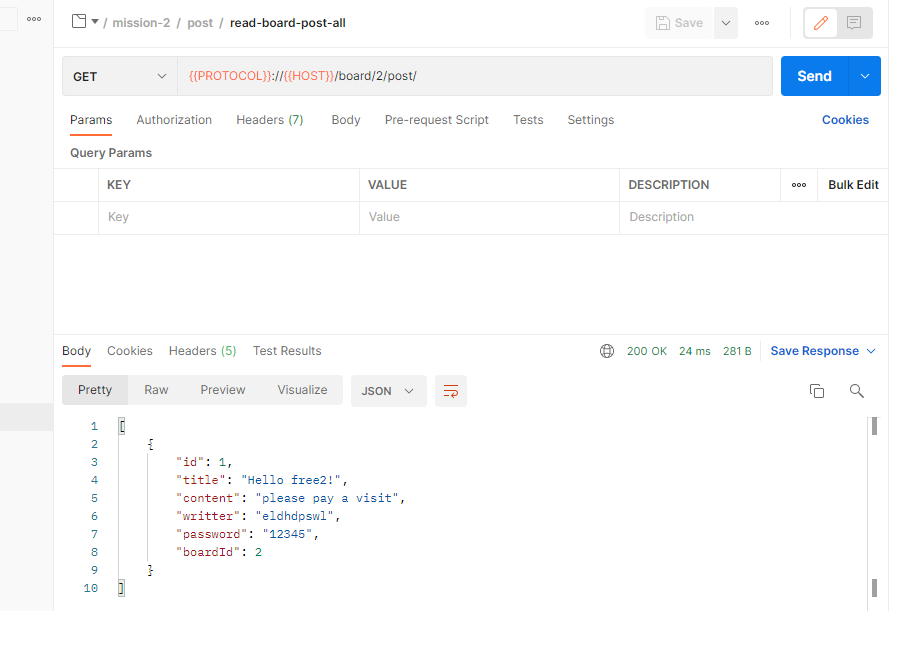 / mission-2 / post / read-board-post-all
Save
GET
{{PROTOCOL}}://{{HOST}}/board/2/post/
Send
Params Authorization Headers (7) Body Pre-request Script Tests Settings Cookies
Query Params
KEY VALUE DESCRIPTION Bulk Edit
Key Value Description
Body Cookies Headers (5) Test Results 200 OK 24 ms 281 B Save Response
Pretty Raw Preview Visualize JSON
1 [
2 {
3 "id": 1,
4 "title": "Hello free2!",
5 "content": "please pay a visit",
6 "writter": "eldhdpswl",
7 "password": "12345",
8 "boardId": 2
9 }
10 ]